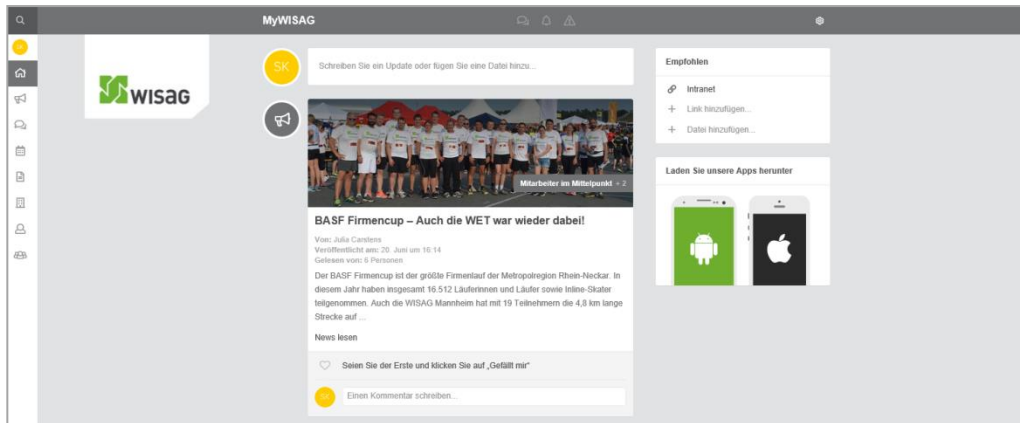 MyWISAG
SK
wisag
SK
Schreiben Sie ein Update oder fügen Sie eine Datei hinzu...
Mitarbeiter im Mittelpunkt + 2
BASF Firmencup – Auch die WET war wieder dabei!
Von: Julia Carstens
Veröffentlicht am: 20. Juni um 16:14
Gelesen von: 6 Personen
Der BASF Firmencup ist der größte Firmenlauf der Metropolregion Rhein-Neckar. In
diesem Jahr haben insgesamt 16.512 Läuferinnen und Läufer sowie Inline-Skater
teilgenommen. Auch die WISAG Mannheim hat mit 19 Teilnehmern die 4,8 km lange
Strecke auf ...
News lesen
Seien Sie der Erste und klicken Sie auf „Gefällt mir“
SK
Einen Kommentar schreiben...
Empfohlen
Intranet
Link hinzufügen...
Datei hinzufügen...
Laden Sie unsere Apps herunter